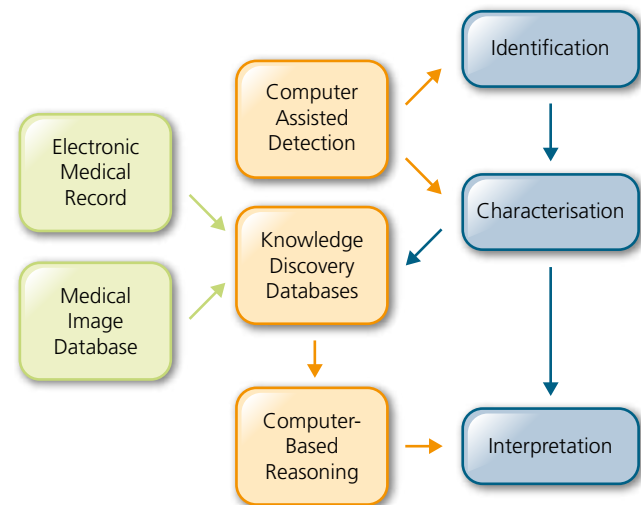 Identification
Computer
Assisted
Detection
Electronic
Medical
Record
Characterisation
Knowledge
Discovery
Databases
Medical
Image
Database
Computer-
Based
Reasoning
Interpretation